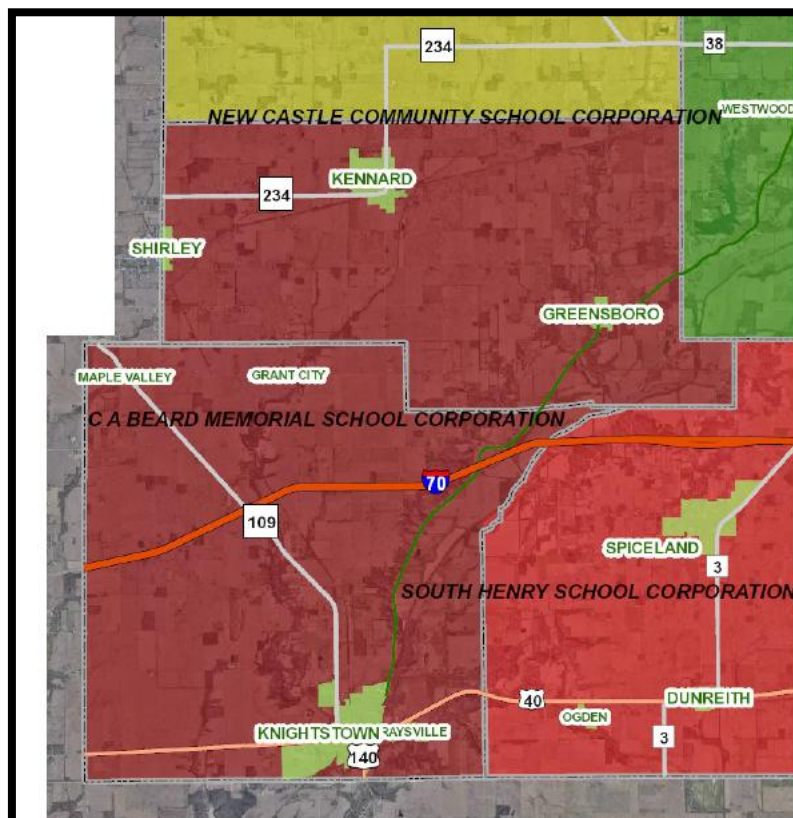 234
38
WESTWOOD
NEW CASTLE COMMUNITY SCHOOL CORPORATION
KENNARD
234
SHIRLEY
GREENSBORO
MAPLE VALLEY
GRANT CITY
C A BEARD MEMORIAL SCHOOL CORPORATION
70
109
SPICELAND
3
SOUTH HENRY SCHOOL CORPORATION
40
DUNREITH
OGDEN
KNIGHTSTOWN
RAYSVILLE
3
140